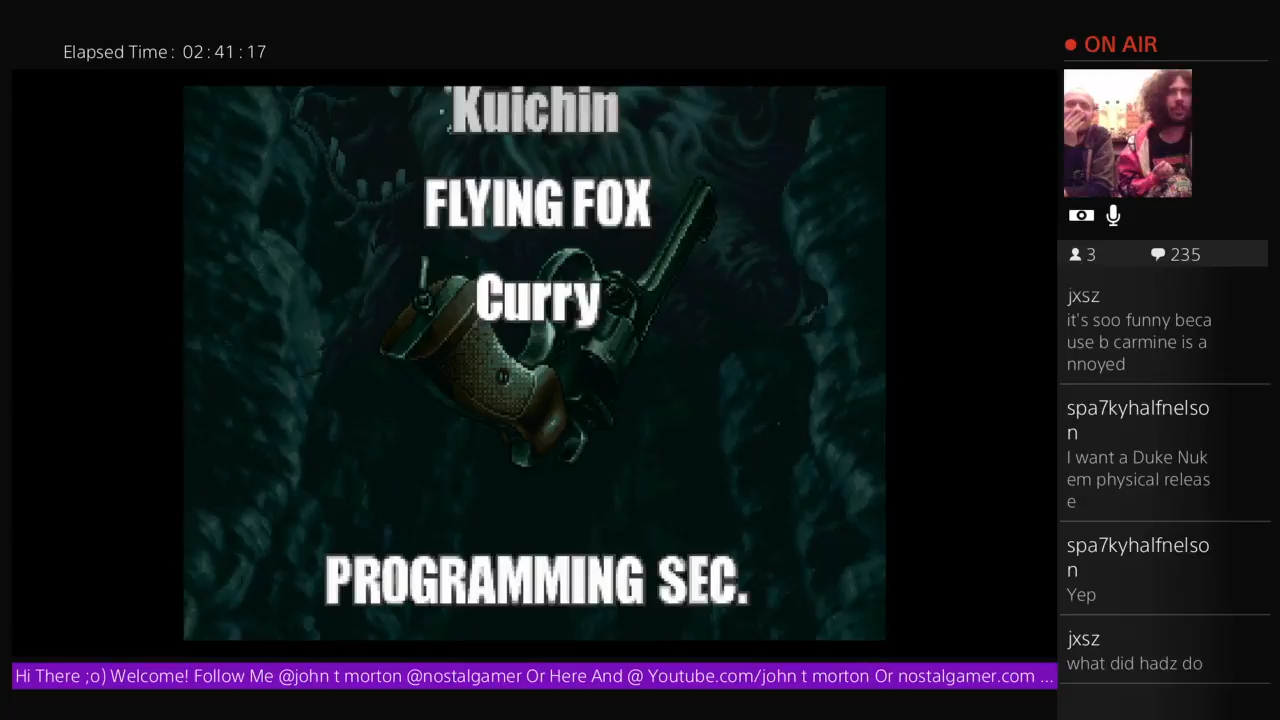 Elapsed Time: 02:41:17
ON AIR
Kuichin
FLYING FOX
Curry
PROGRAMMING SEC.
3 235
jxsz
it's soo funny beca
use b carmine is a
nnoyed
spa7kyhalfnelso
n
I want a Duke Nuk
em physical releas
e
spa7kyhalfnelso
n
Yep
jxsz
what did hadz do
Hi There ;o) Welcome! Follow Me @john t morton @nostalgamer Or Here And @ Youtube.com/john t morton Or nostalgamer.com ...